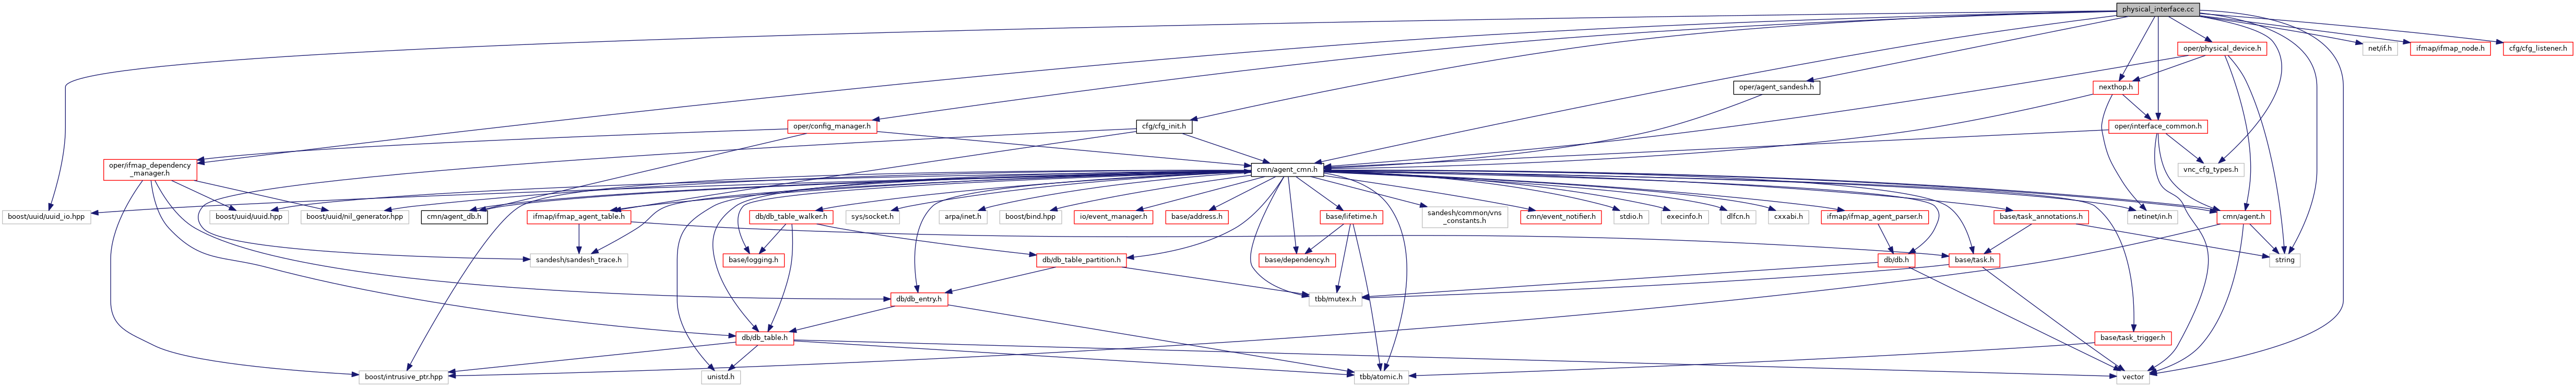 physical_interface.cc
oper/physical_device.h
net/if.h
ifmap/ifmap_node.h
cfg/cfg_listener.h
oper/agent_sandesh.h
nexthop.h
oper/config_manager.h
cfg/cfg_init.h
oper/interface_common.h
oper/ifmap_dependency
_manager.h
cmn/agent_cmn.h
vnc_cfg_types.h
boost/uuid/uuid_io.hpp
boost/uuid/uuid.hpp
boost/uuid/nil_generator.hpp
cmn/agent_db.h
ifmap/ifmap_agent_table.h
db/db_table_walker.h
sys/socket.h
arpa/inet.h
boost/bind.hpp
io/event_manager.h
base/address.h
base/lifetime.h
sandesh/common/vns
_constants.h
cmn/event_notifier.h
stdio.h
execinfo.h
dlfcn.h
cxxabi.h
ifmap/ifmap_agent_parser.h
base/task_annotations.h
netinet/in.h
cmn/agent.h
sandesh/sandesh_trace.h
base/logging.h
db/db_table_partition.h
base/dependency.h
db/db.h
base/task.h
string
db/db_entry.h
tbb/mutex.h
db/db_table.h
base/task_trigger.h
boost/intrusive_ptr.hpp
unistd.h
tbb/atomic.h
vector